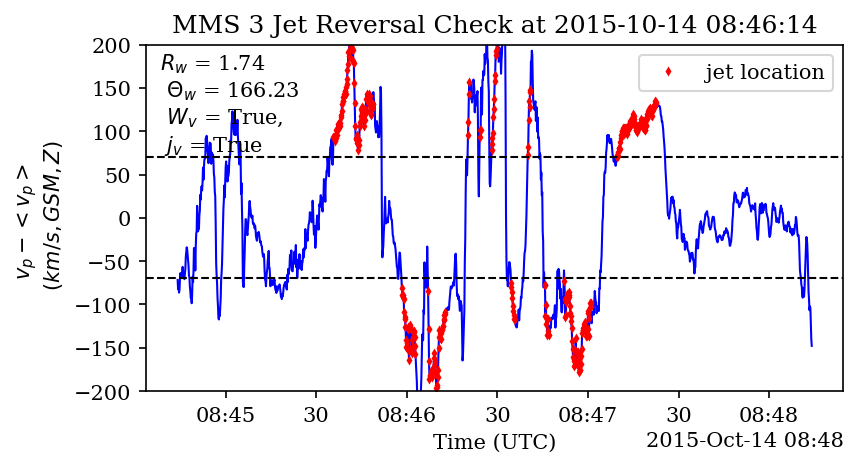 MMS 3 Jet Reversal Check at 2015-10-14 08:46:14
R_w = 1.74
Θ_w = 166.23
W_v = True,
j_v = True
jet location
v_p − < v_p >
(km/s, GSM, Z)
200
150
100
50
0
−50
−100
−150
−200
08:45 30 08:46 30 08:47 30 08:48
Time (UTC)
2015-Oct-14 08:48